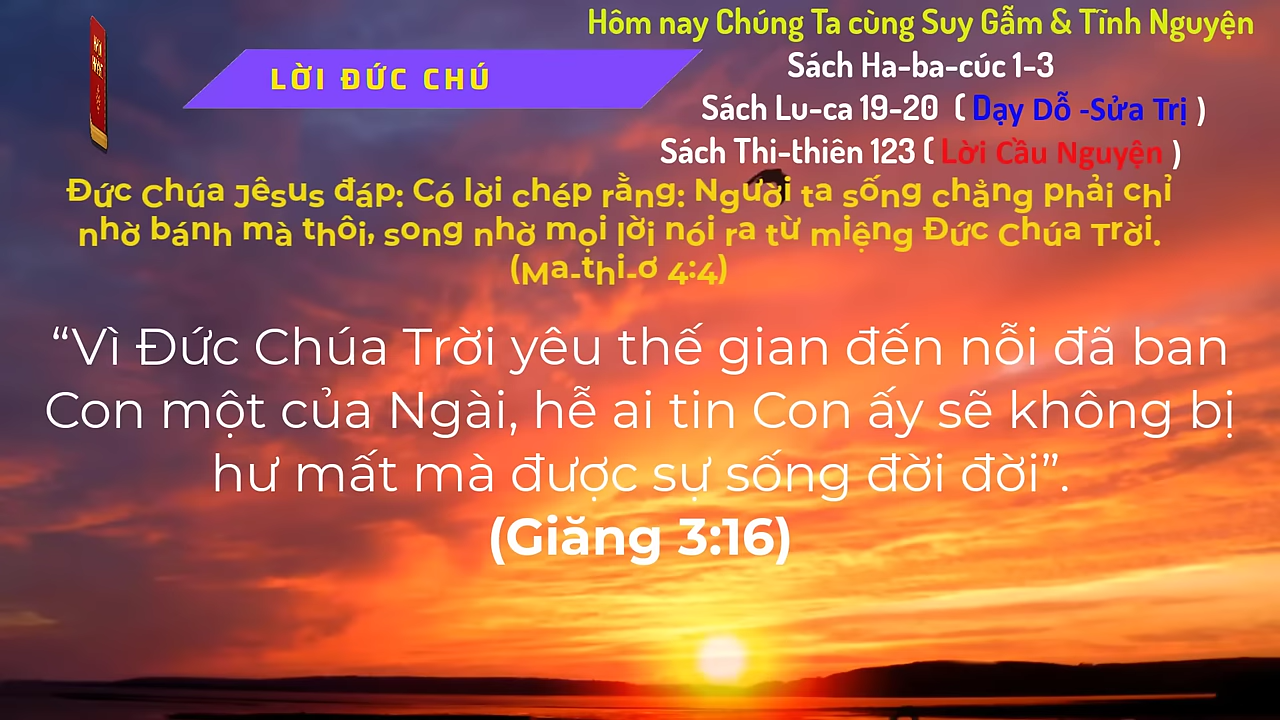 Hôm nay Chúng Ta cùng Suy Gẫm & Tĩnh Nguyện
LỜI ĐỨC CHÚ
Sách Ha-ba-cúc 1-3
Sách Lu-ca 19-20 ( Dạy Dỗ -Sửa Trị )
Sách Thi-thiên 123 ( Lời Cầu Nguyện )
Đức Chúa Jêsus đáp: Có lời chép rằng: Người ta sống chẳng phải chỉ
nhờ bánh mà thôi, song nhờ mọi lời nói ra từ miệng Đức Chúa Trời.
(Ma-thi-ơ 4:4)
“Vì Đức Chúa Trời yêu thế gian đến nỗi đã ban
Con một của Ngài, hễ ai tin Con ấy sẽ không bị
hư mất mà được sự sống đời đời”.
(Giăng 3:16)